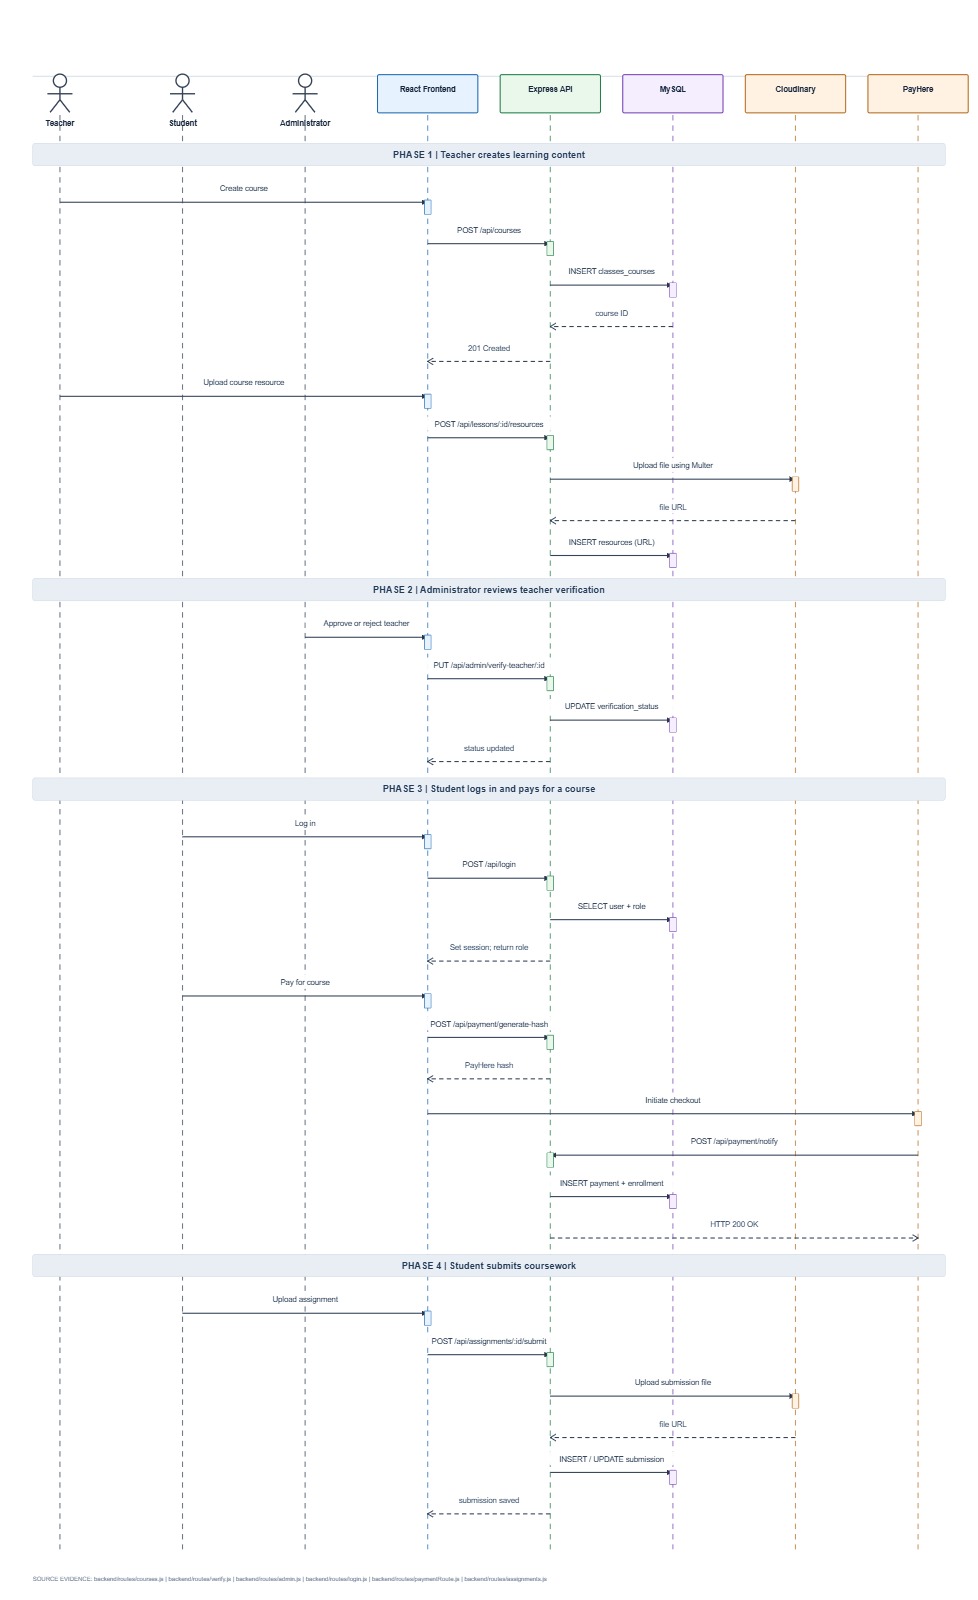 React Frontend
Express API
MySQL
Cloudinary
PayHere
Teacher
Student
Administrator
PHASE 1 | Teacher creates learning content
Create course
POST /api/courses
INSERT classes_courses
course ID
201 Created
Upload course resource
POST /api/lessons/:id/resources
Upload file using Multer
file URL
INSERT resources (URL)
PHASE 2 | Administrator reviews teacher verification
Approve or reject teacher
PUT /api/admin/verify-teacher/:id
UPDATE verification_status
status updated
PHASE 3 | Student logs in and pays for a course
Log in
POST /api/login
SELECT user + role
Set session; return role
Pay for course
POST /api/payment/generate-hash
PayHere hash
Initiate checkout
POST /api/payment/notify
INSERT payment + enrollment
HTTP 200 OK
PHASE 4 | Student submits coursework
Upload assignment
POST /api/assignments/:id/submit
Upload submission file
file URL
INSERT / UPDATE submission
submission saved
SOURCE EVIDENCE: backend/routes/courses.js | backend/routes/verify.js | backend/routes/admin.js | backend/routes/login.js | backend/routes/paymentRoute.js | backend/routes/assignments.js